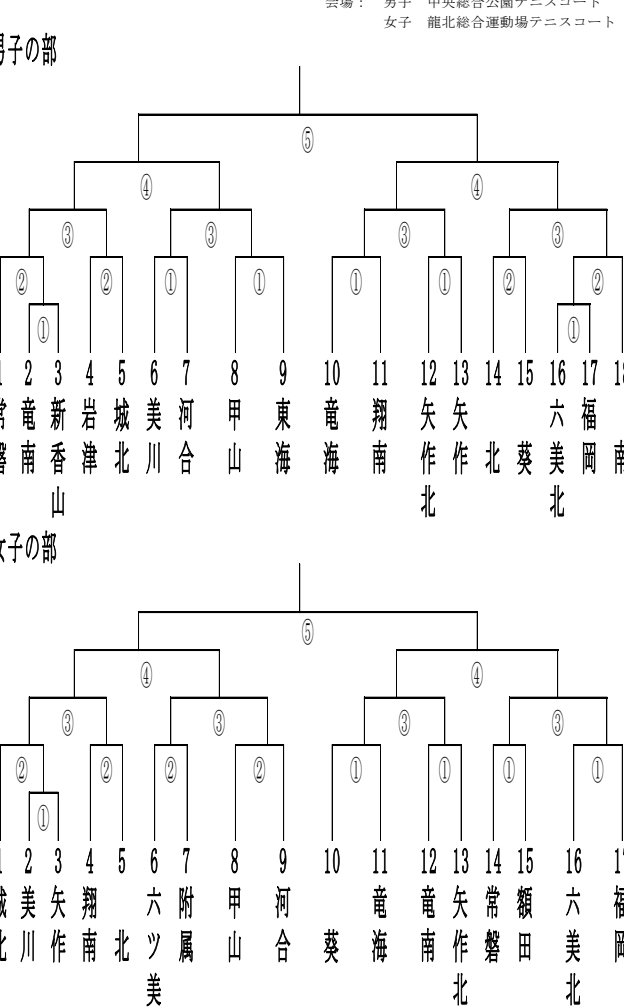 会場： 男子 中央総合公園テニスコート
女子 龍北総合運動場テニスコート
男子の部
⑤
④ ④
③ ③ ③ ③
② ② ① ① ① ① ② ②
① ①
1 2 3 4 5 6 7 8 9 10 11 12 13 14 15 16 17 18
常磐
竜南
新香山
岩津
城北
美川
河合
甲山
東海
竜海
翔南
矢作北
矢作
北
葵
六美北
福岡
南
女子の部
⑤
④ ④
③ ③ ③ ③
② ② ② ② ① ① ① ①
①
1 2 3 4 5 6 7 8 9 10 11 12 13 14 15 16 17
城北
美川
矢作
翔南
北
六ツ美
附属
甲山
河合
葵
竜海
竜南
矢作北
常磐
額田
六美北
福岡